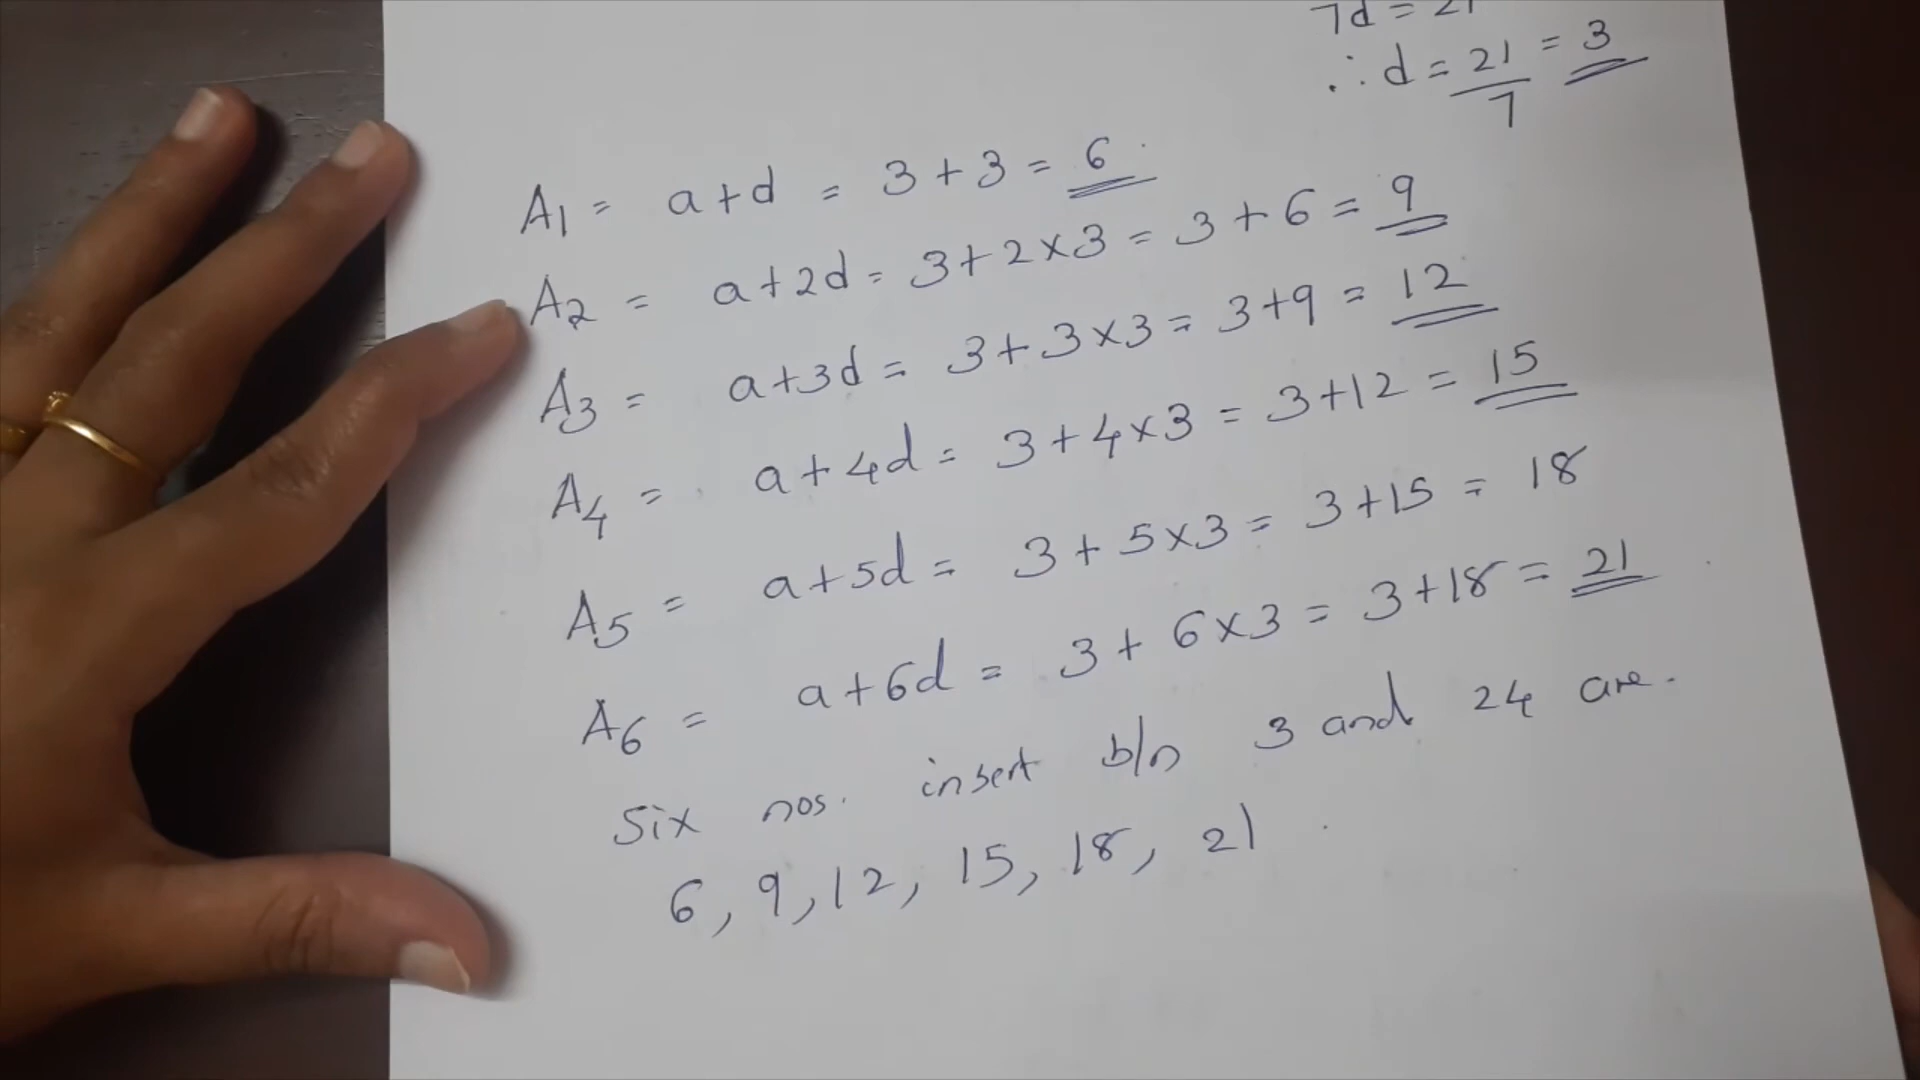 7d = 21
∴ d = 21/7 = 3
A1 = a+d = 3+3 = 6
A2 = a+2d = 3+2×3 = 3+6 = 9
A3 = a+3d = 3+3×3 = 3+9 = 12
A4 = a+4d = 3+4×3 = 3+12 = 15
A5 = a+5d = 3+5×3 = 3+15 = 18
A6 = a+6d = 3+6×3 = 3+18 = 21
Six nos. insert b/n 3 and 24 are.
6, 9, 12, 15, 18, 21